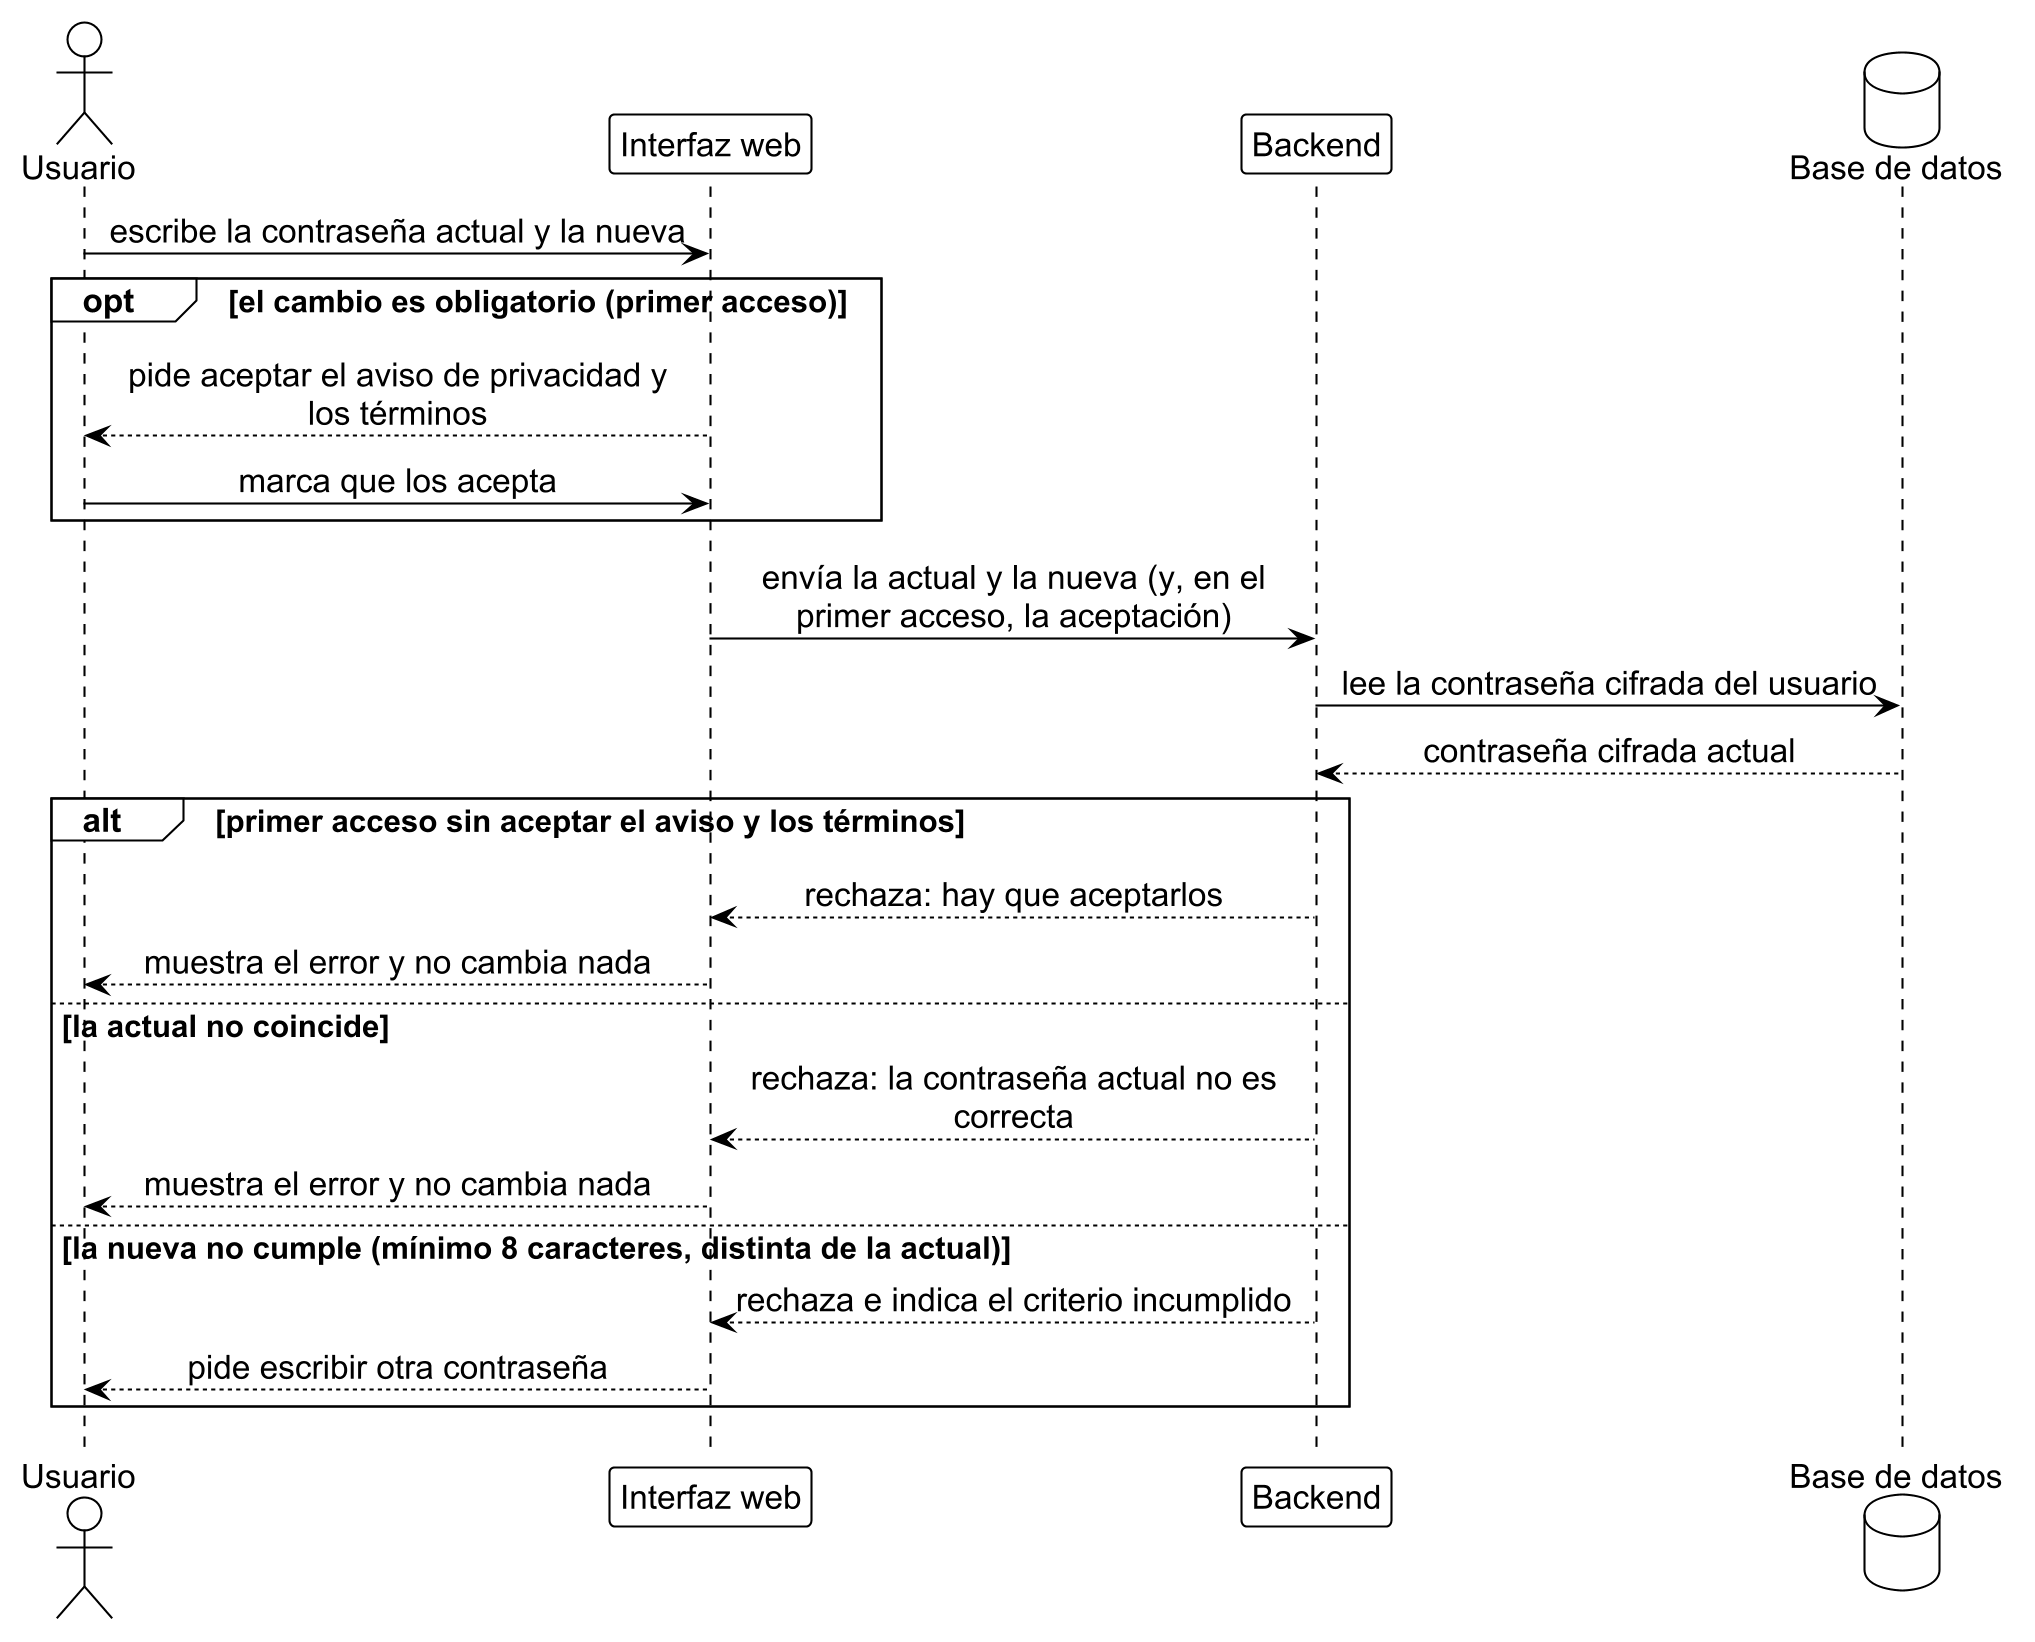 Usuario
Interfaz web
Backend
Base de datos
escribe la contraseña actual y la nueva
opt
[el cambio es obligatorio (primer acceso)]
pide aceptar el aviso de privacidad y
los términos
marca que los acepta
envía la actual y la nueva (y, en el
primer acceso, la aceptación)
lee la contraseña cifrada del usuario
contraseña cifrada actual
alt
[primer acceso sin aceptar el aviso y los términos]
rechaza: hay que aceptarlos
muestra el error y no cambia nada
[la actual no coincide]
rechaza: la contraseña actual no es
correcta
muestra el error y no cambia nada
[la nueva no cumple (mínimo 8 caracteres, distinta de la actual)]
rechaza e indica el criterio incumplido
pide escribir otra contraseña
Usuario
Interfaz web
Backend
Base de datos